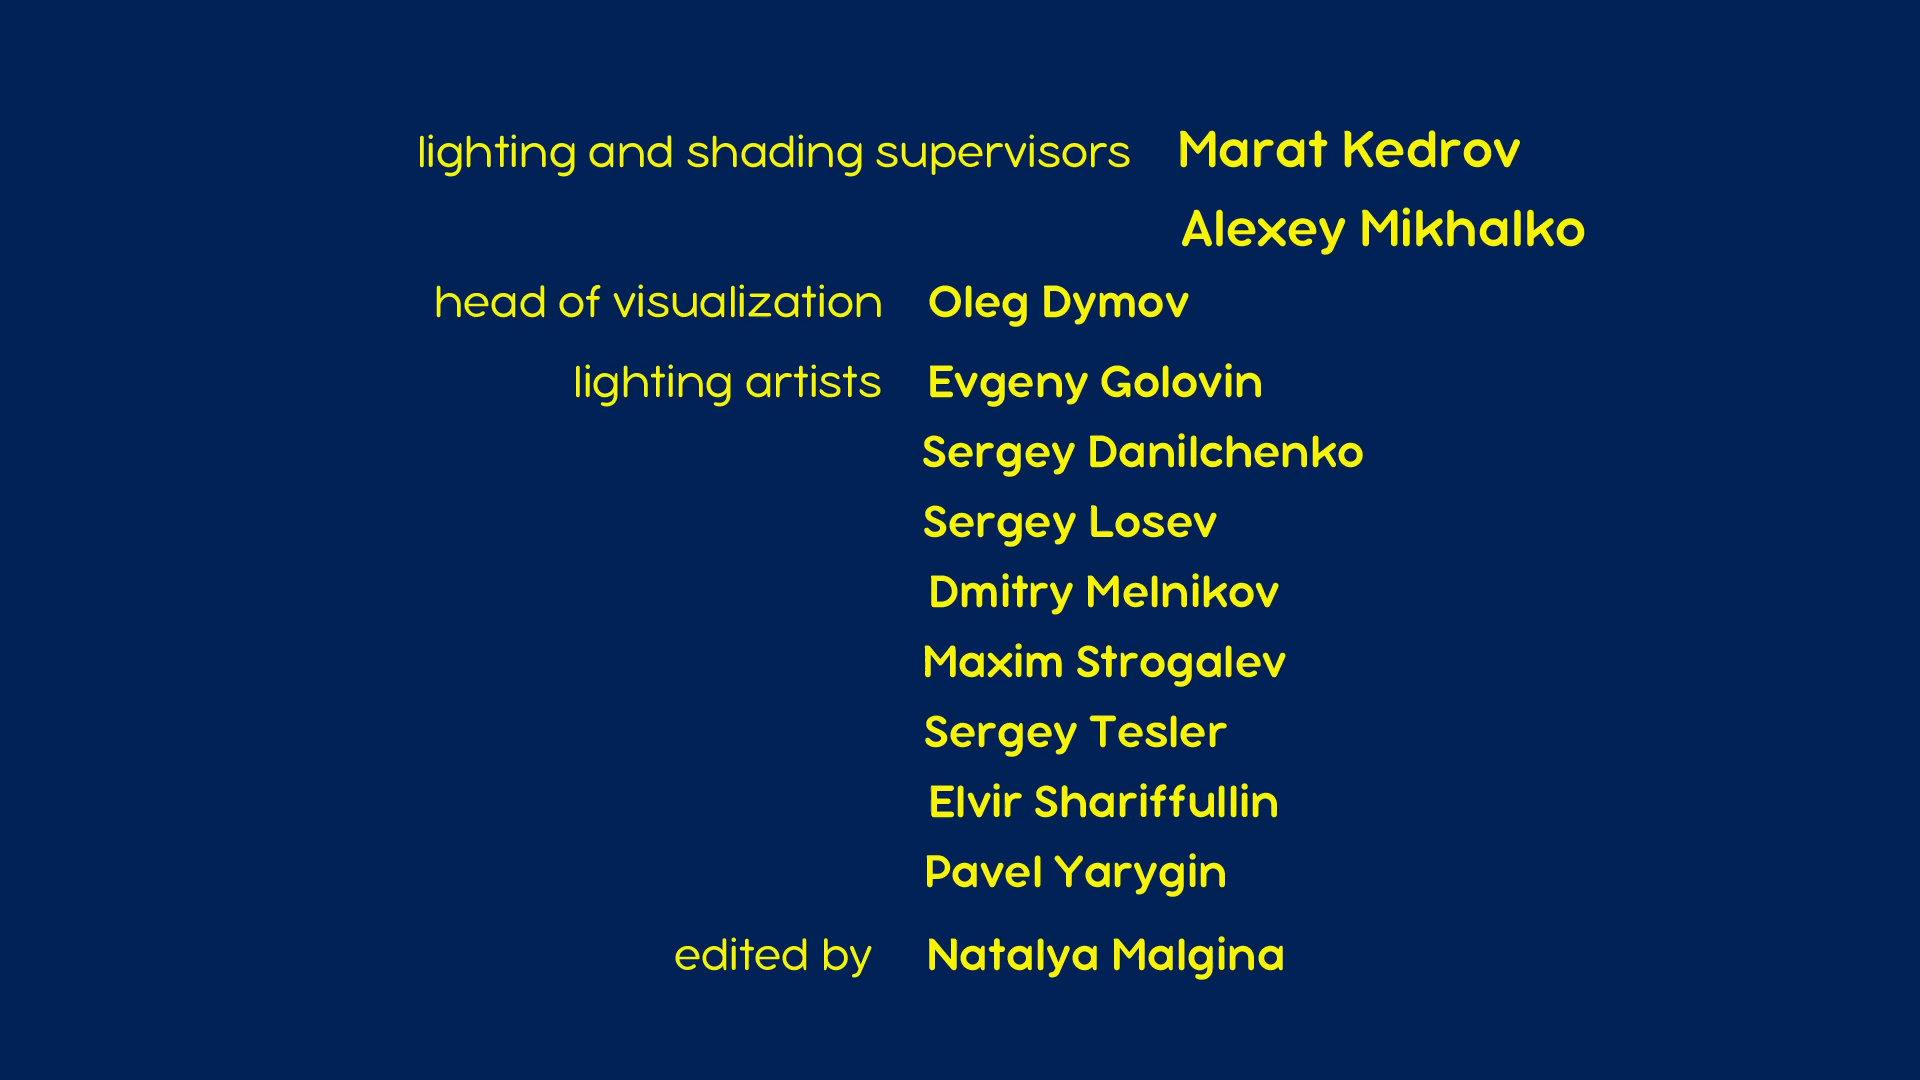 lighting and shading supervisors Marat Kedrov
Alexey Mikhalko
head of visualization Oleg Dymov
lighting artists Evgeny Golovin
Sergey Danilchenko
Sergey Losev
Dmitry Melnikov
Maxim Strogalev
Sergey Tesler
Elvir Shariffullin
Pavel Yarygin
edited by Natalya Malgina